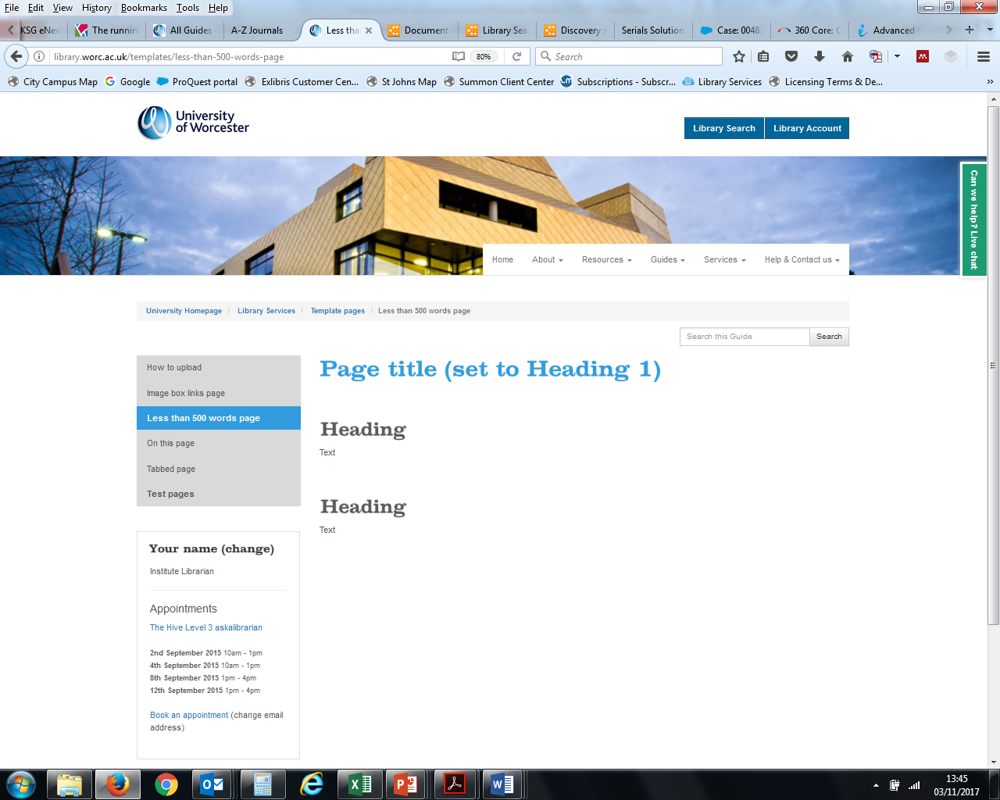 File Edit View History Bookmarks Tools Help
KSG eNew The runnin All Guides - A-Z Journals Less tha Document Library Sea Discovery s Serials Solution Case: 0048 360 Core: C Advanced
library.worc.ac.uk/templates/less-than-500-words-page 80% Search
City Campus Map Google ProQuest portal Exlibris Customer Cen... St Johns Map Summon Client Center Subscriptions - Subscr... Library Services Licensing Terms & De...
University
of Worcester
Library Search Library Account
Can we help? Live chat
Home About Resources Guides Services Help & Contact us
University Homepage / Library Services / Template pages / Less than 500 words page
Search this Guide Search
How to upload
Image box links page
Less than 500 words page
On this page
Tabbed page
Test pages
Page title (set to Heading 1)
Heading
Text
Heading
Text
Your name (change)
Institute Librarian
Appointments
The Hive Level 3 askalibrarian
2nd September 2015 10am - 1pm
4th September 2015 10am - 1pm
8th September 2015 1pm - 4pm
12th September 2015 1pm - 4pm
Book an appointment (change email
address)
13:45
03/11/2017